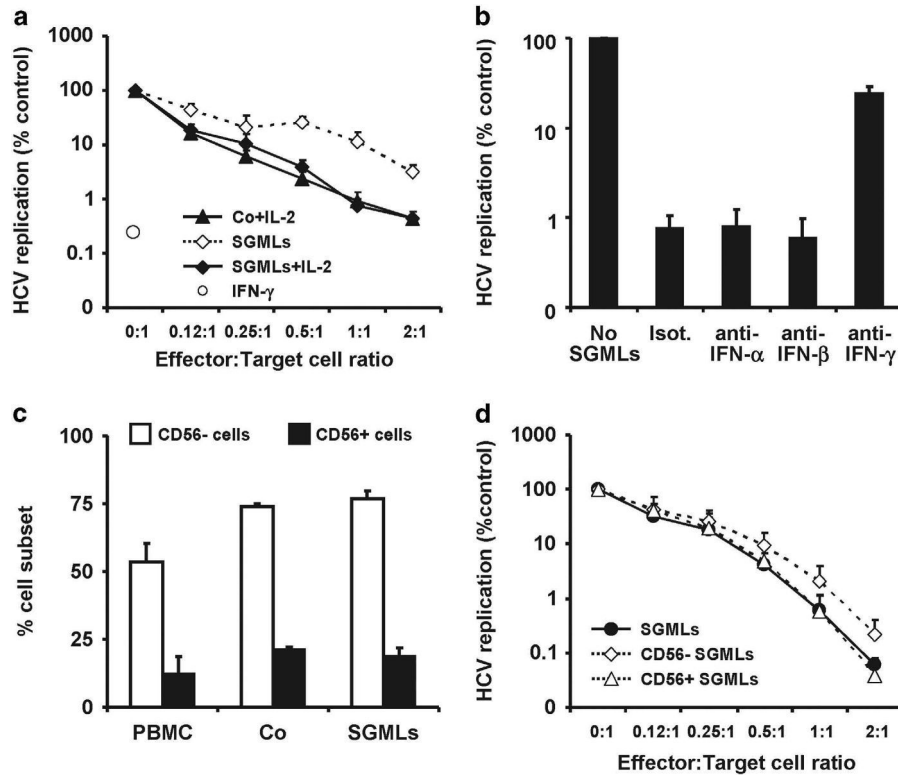 a
HCV replication (% control)
1000
100
10
1
0.1
0
Co+IL-2
SGMLs
SGMLs+IL-2
IFN-γ
0:1 0.12:1 0.25:1 0.5:1 1:1 2:1
Effector:Target cell ratio
b
HCV replication (% control)
100
10
1
0
No SGMLs
Isot.
anti-IFN-α
anti-IFN-β
anti-IFN-γ
c
% cell subset
100
75
50
25
0
CD56- cells
CD56+ cells
PBMC Co SGMLs
d
HCV replication (%control)
1000
100
10
1
0.1
0
SGMLs
CD56- SGMLs
CD56+ SGMLs
0:1 0.12:1 0.25:1 0.5:1 1:1 2:1
Effector:Target cell ratio